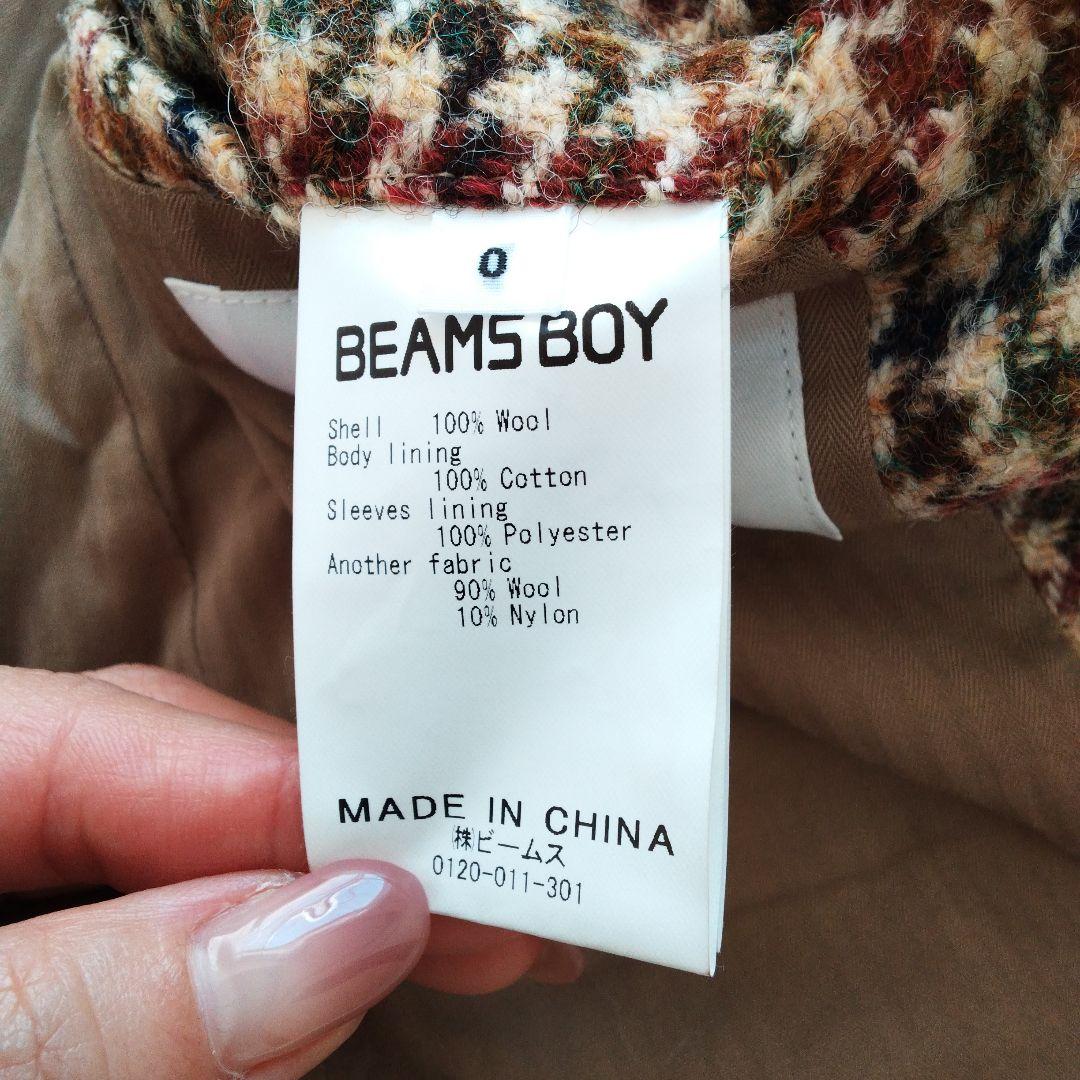 0
BEAMS BOY
Shell 100% Wool
Body lining
100% Cotton
Sleeves lining
100% Polyester
Another fabric
90% Wool
10% Nylon
MADE IN CHINA
㈱ビームス
0120-011-301